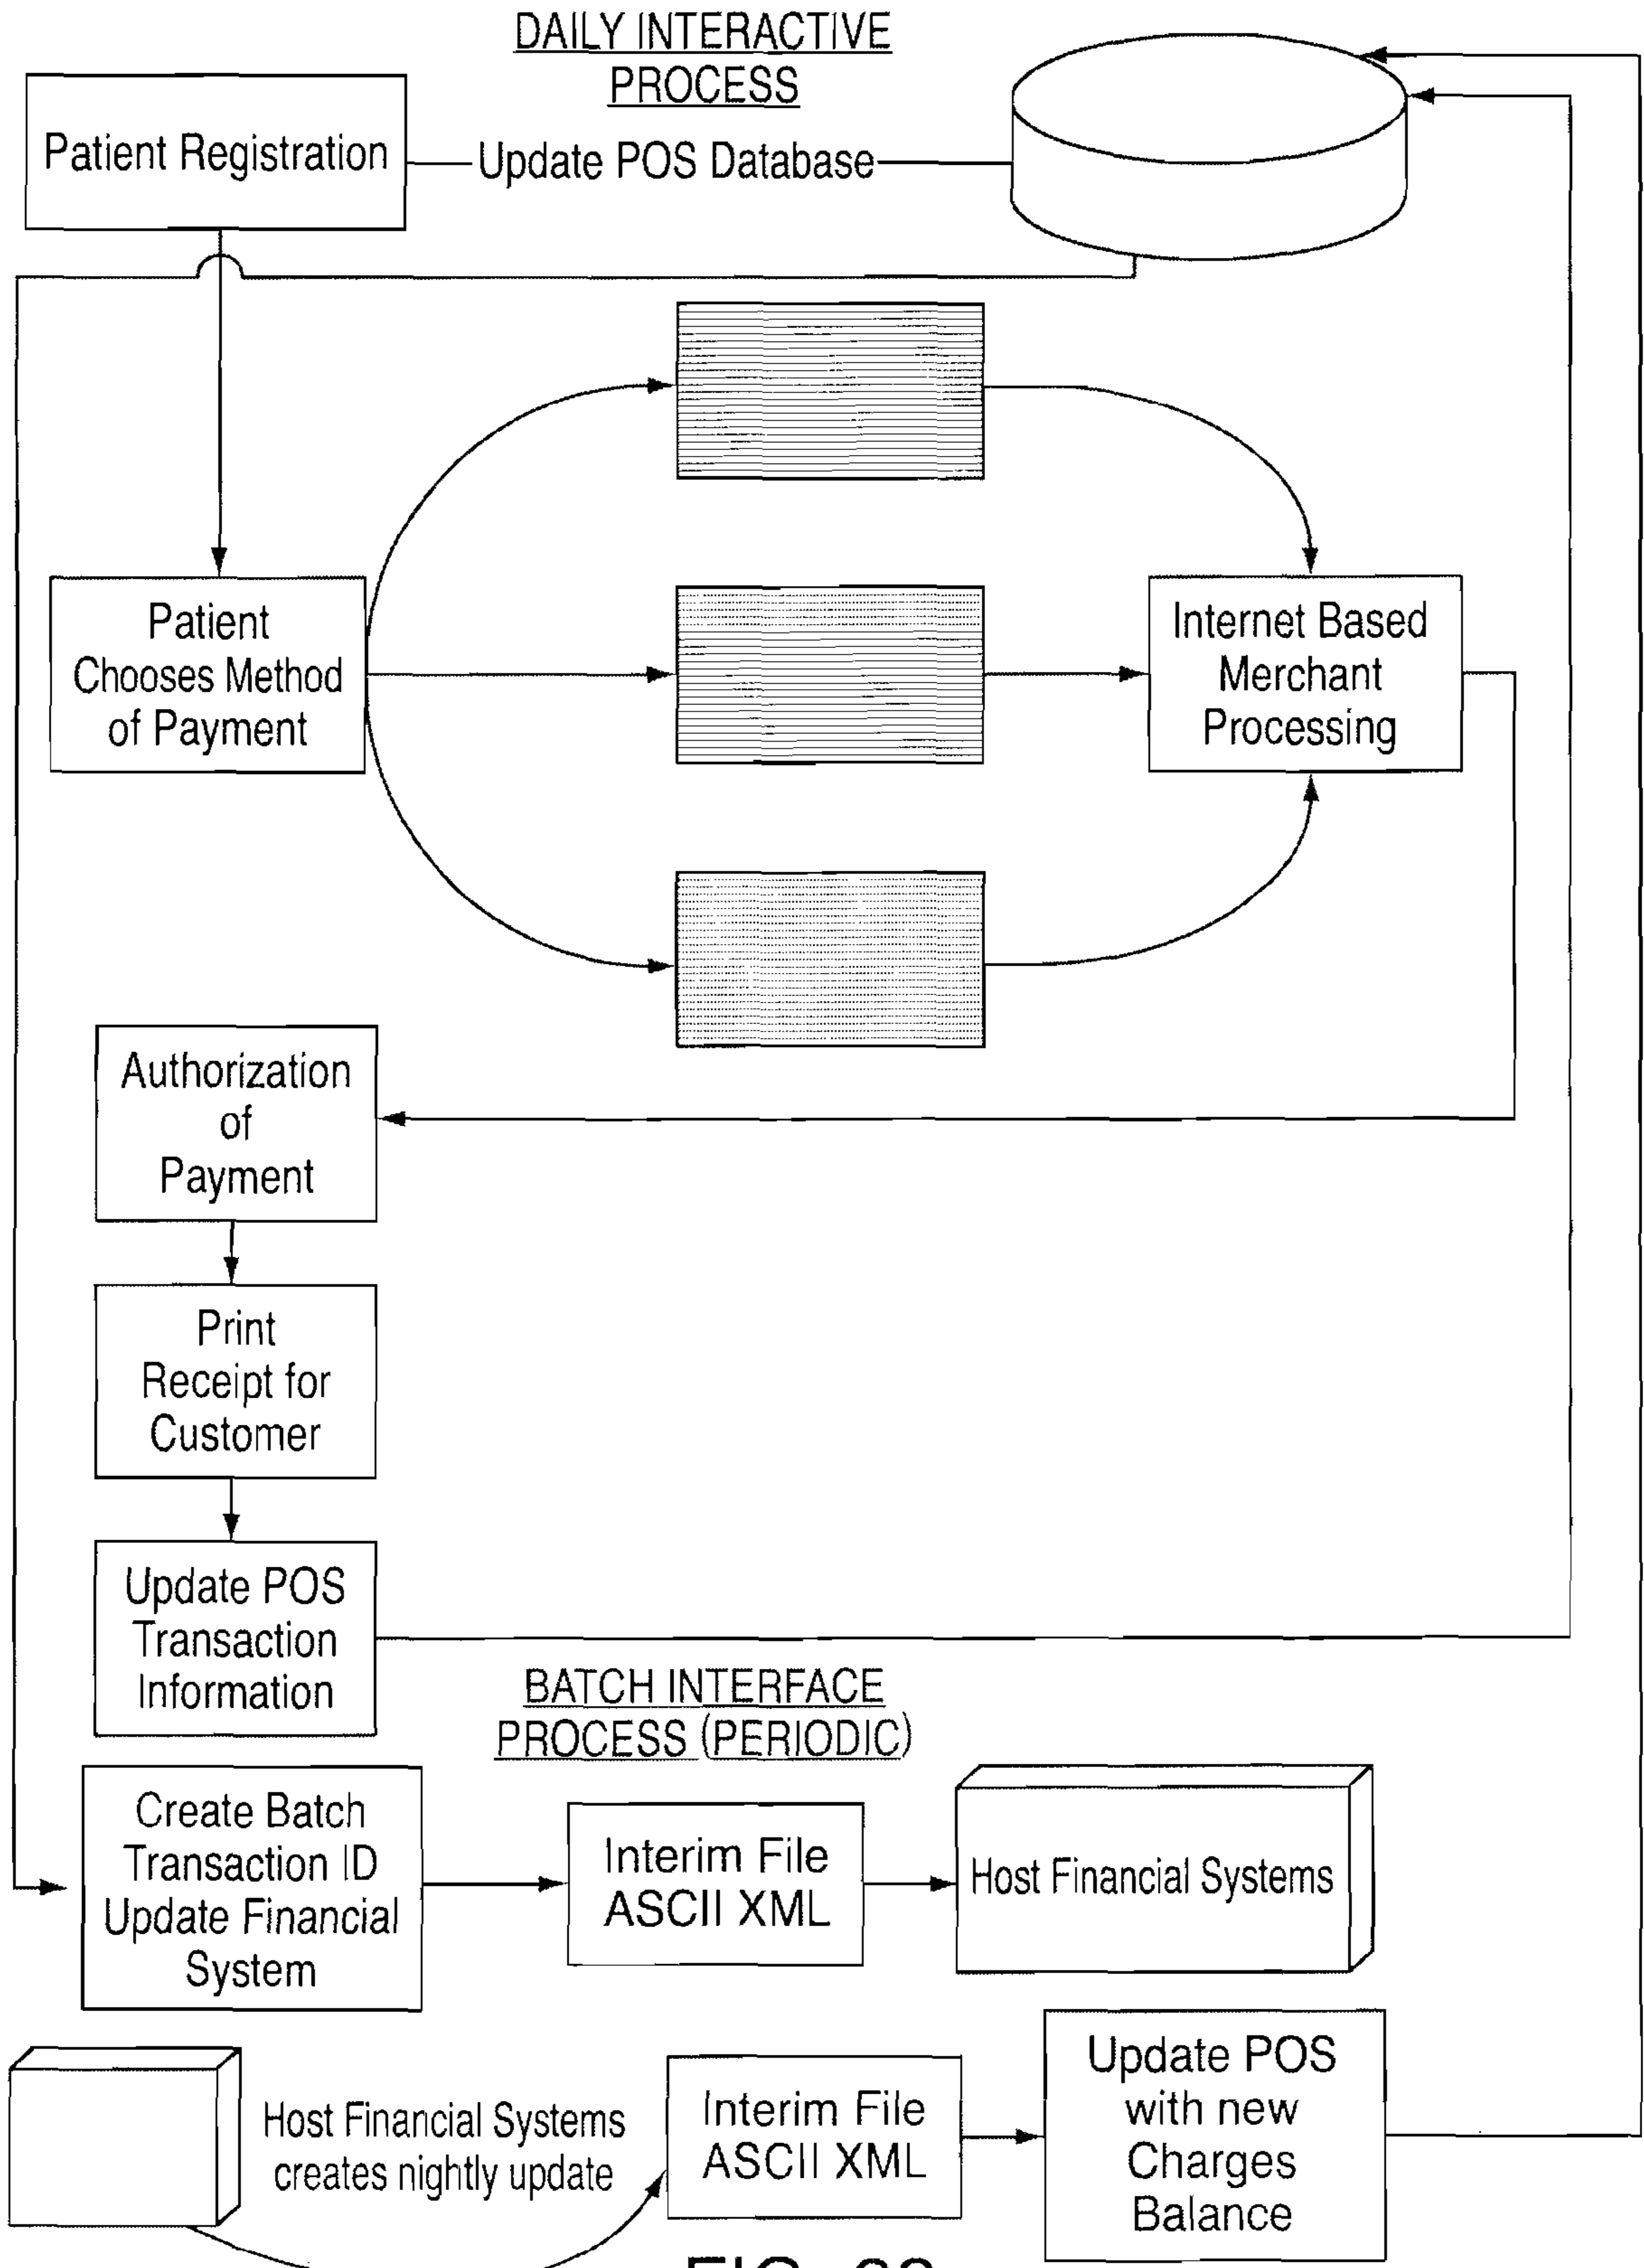 DAILY INTERACTIVE
PROCESS
Patient Registration
Update POS Database
Patient
Chooses Method
of Payment
Internet Based
Merchant
Processing
Authorization
of
Payment
Print
Receipt for
Customer
Update POS
Transaction
Information
BATCH INTERFACE
PROCESS (PERIODIC)
Create Batch
Transaction ID
Update Financial
System
Interim File
ASCII XML
Host Financial Systems
Host Financial Systems
creates nightly update
Interim File
ASCII XML
Update POS
with new
Charges
Balance
FIG.